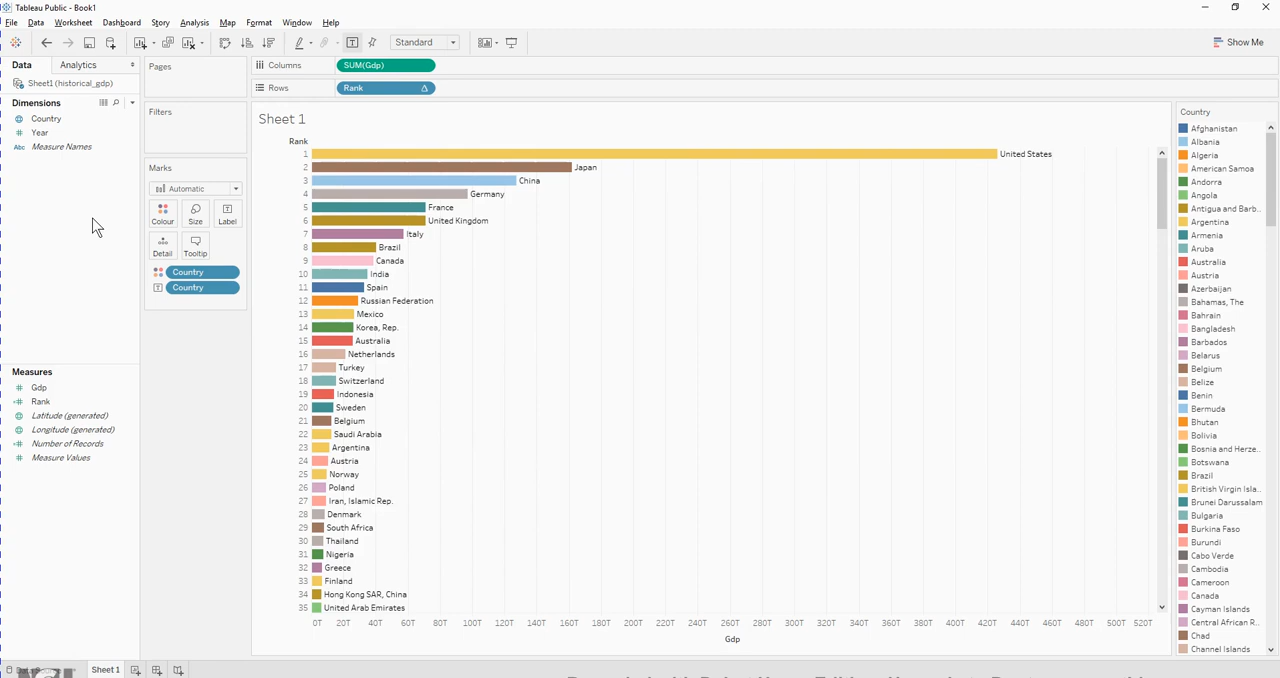 Tableau Public - Book1
File Data Worksheet Dashboard Story Analysis Map Format Window Help
Standard
Show Me
Data Analytics
Sheet1 (historical_gdp)
Dimensions
Country
Year
Abc Measure Names
Measures
Gdp
Rank
Latitude (generated)
Longitude (generated)
Number of Records
Measure Values
Pages
Filters
Marks
Automatic
Colour Size Label
Detail Tooltip
Country
Country
Columns SUM(Gdp)
Rows Rank
Sheet 1
Rank
1 United States
2 Japan
3 China
4 Germany
5 France
6 United Kingdom
7 Italy
8 Brazil
9 Canada
10 India
11 Spain
12 Russian Federation
13 Mexico
14 Korea, Rep.
15 Australia
16 Netherlands
17 Turkey
18 Switzerland
19 Indonesia
20 Sweden
21 Belgium
22 Saudi Arabia
23 Argentina
24 Austria
25 Norway
26 Poland
27 Iran, Islamic Rep.
28 Denmark
29 South Africa
30 Thailand
31 Nigeria
32 Greece
33 Finland
34 Hong Kong SAR, China
35 United Arab Emirates
0T 20T 40T 60T 80T 100T 120T 140T 160T 180T 200T 220T 240T 260T 280T 300T 320T 340T 360T 380T 400T 420T 440T 460T 480T 500T 520T
Gdp
Country
Afghanistan
Albania
Algeria
American Samoa
Andorra
Angola
Antigua and Barb..
Argentina
Armenia
Aruba
Australia
Austria
Azerbaijan
Bahamas, The
Bahrain
Bangladesh
Barbados
Belarus
Belgium
Belize
Benin
Bermuda
Bhutan
Bolivia
Bosnia and Herze..
Botswana
Brazil
British Virgin Isla..
Brunei Darussalam
Bulgaria
Burkina Faso
Burundi
Cabo Verde
Cambodia
Cameroon
Canada
Cayman Islands
Central African R..
Chad
Channel Islands
Sheet 1